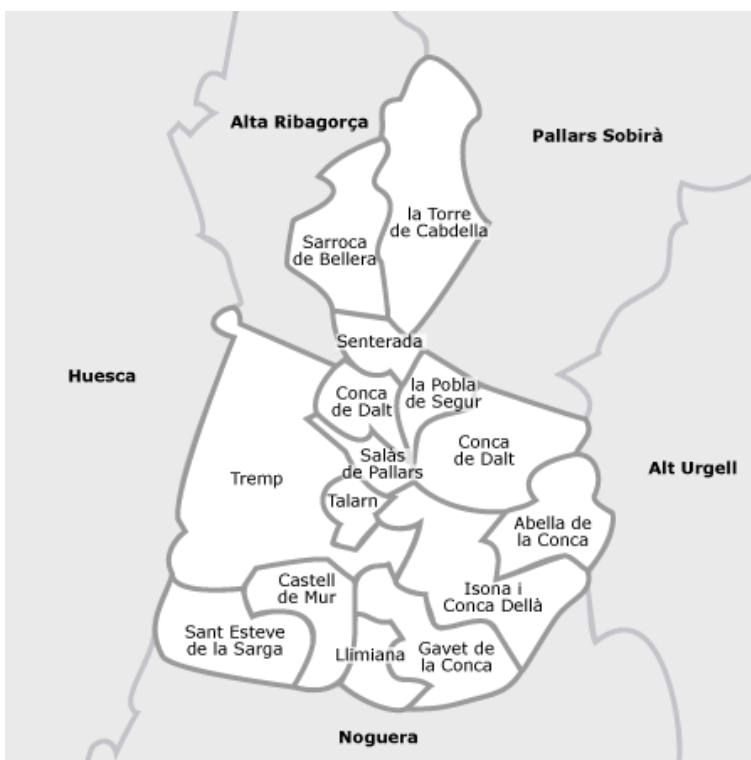 Alta Ribagorça
Pallars Sobirà
la Torre
de Cabdella
Sarroca
de Bellera
Senterada
Huesca
Conca
de Dalt
la Pobla
de Segur
Conca
de Dalt
Salàs
de Pallars
Alt Urgell
Tremp
Talarn
Abella de
la Conca
Castell
de Mur
Isona i
Conca Dellà
Sant Esteve
de la Sarga
Llimiana
Gavet de
la Conca
Noguera